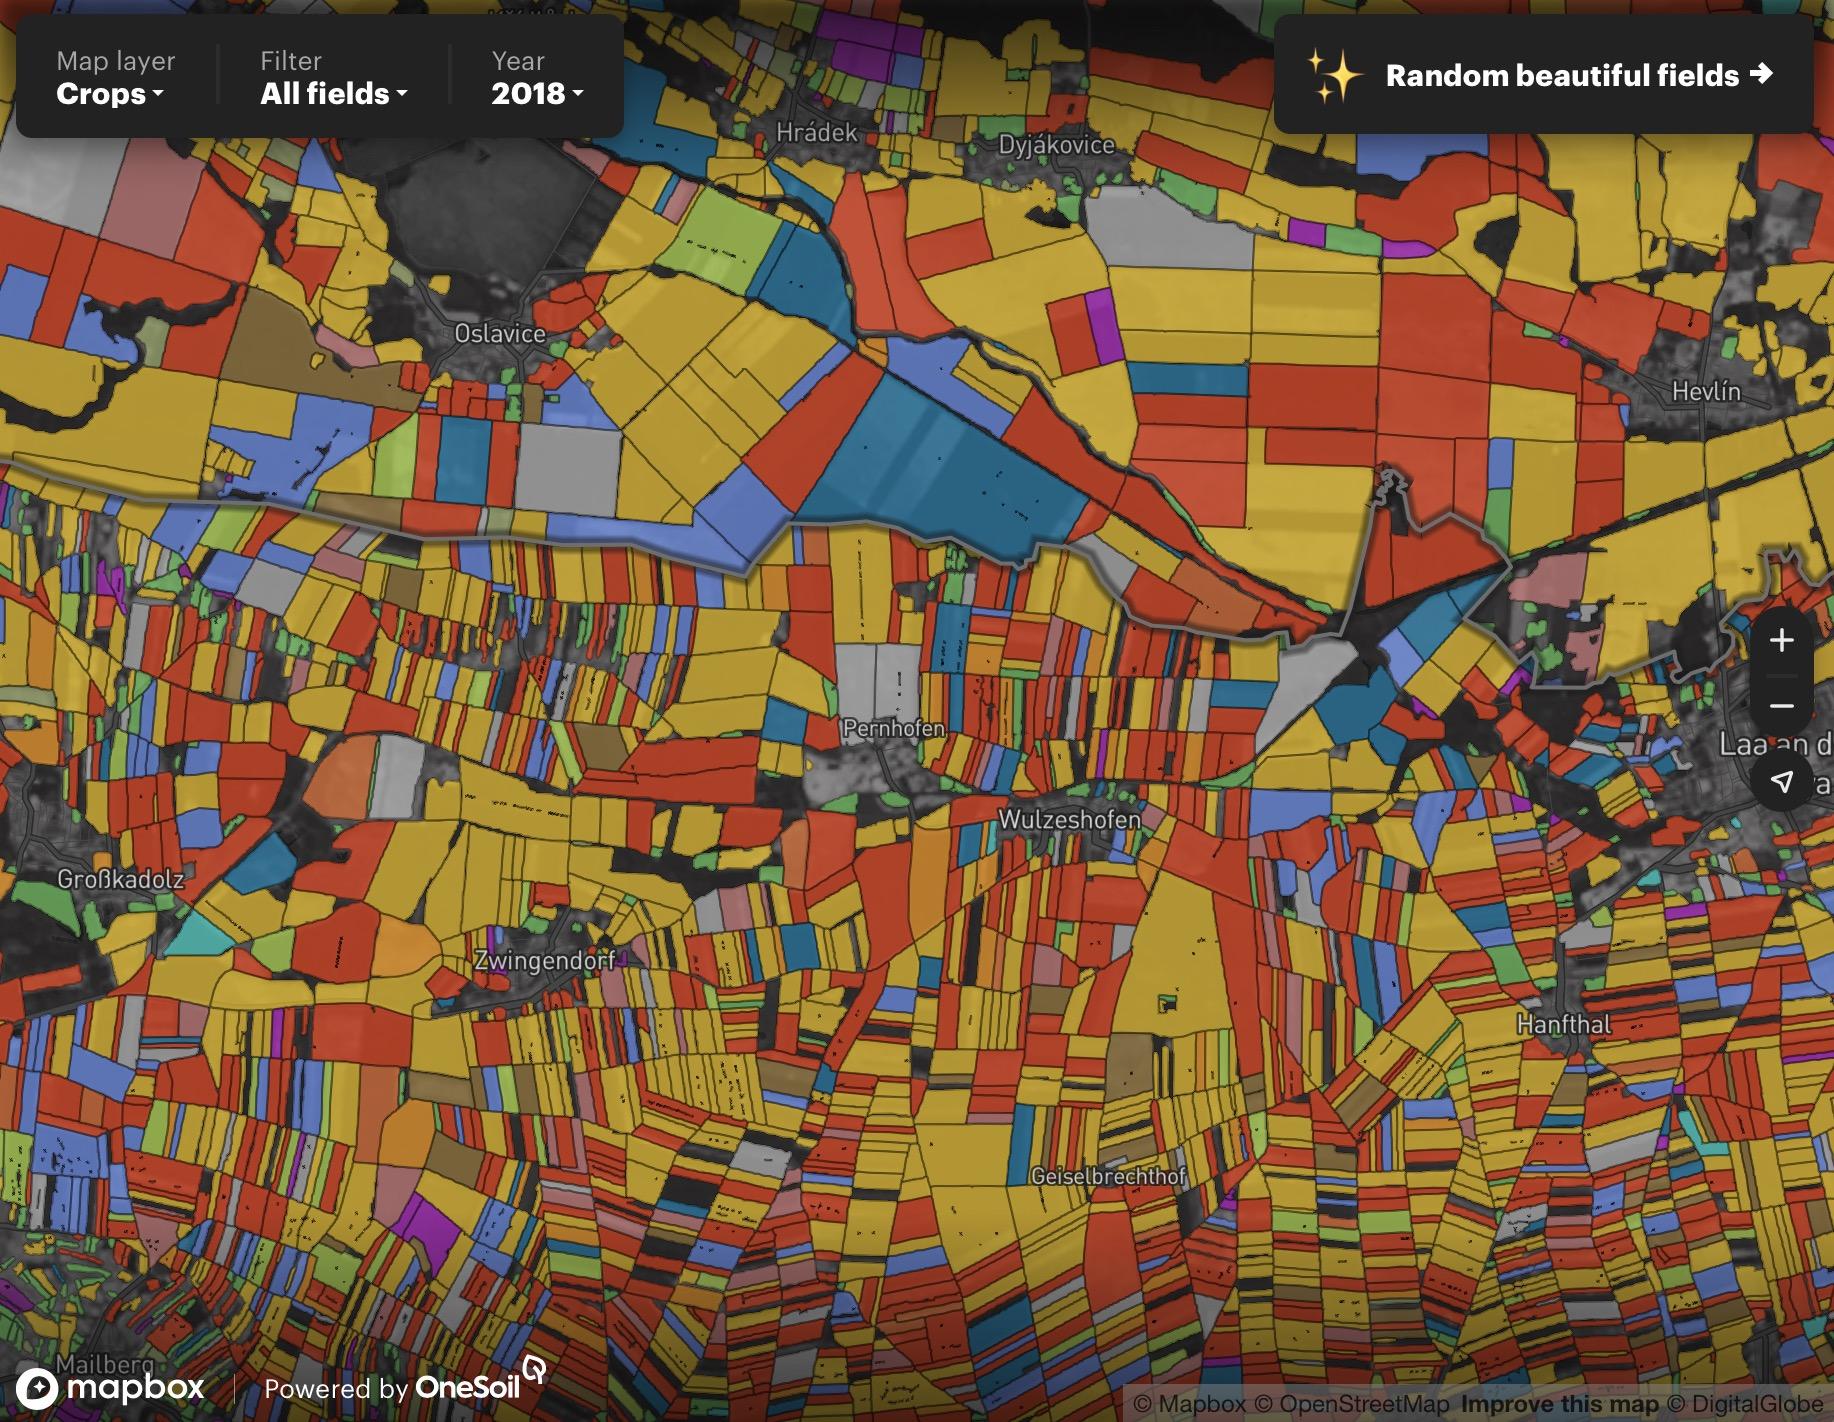 Map layer
Crops
Filter
All fields
Year
2018
Random beautiful fields →
Hrádek
Dyjákovice
Oslavice
Hevlín
Pernhofen
Laa an d
Wulzeshofen
Großkadolz
Zwingendorf
Hanfthal
Geiselbrechthof
Mailberg
mapbox
Powered by OneSoil
© Mapbox © OpenStreetMap Improve this map © DigitalGlobe